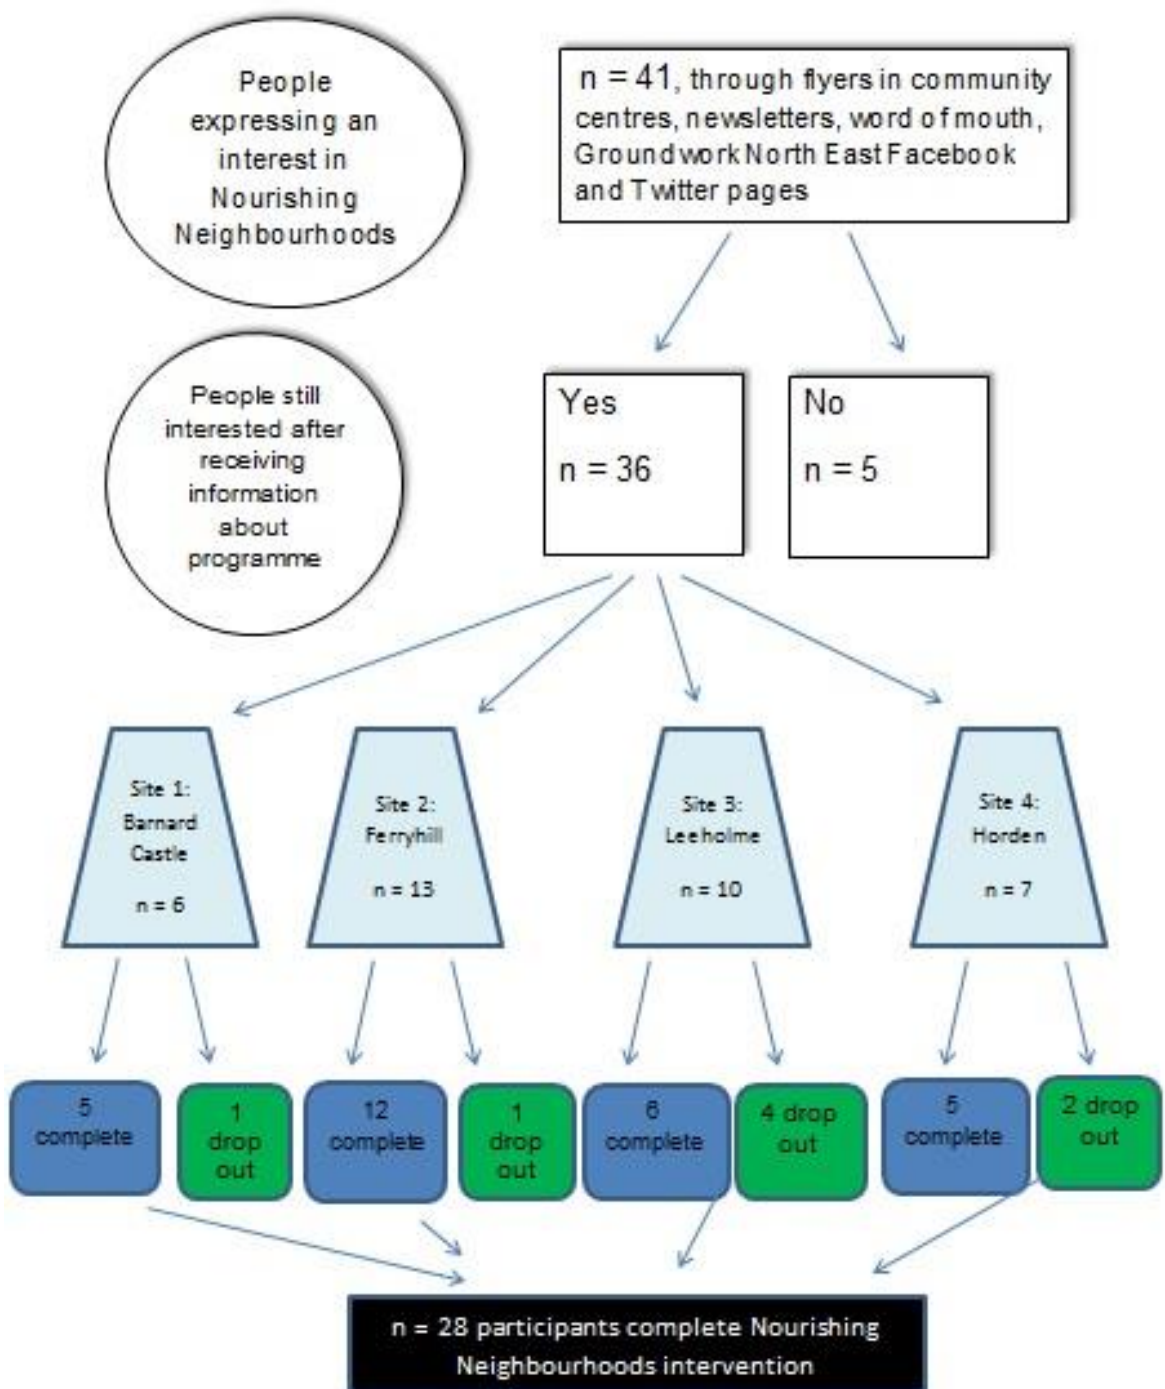 People
expressing an
interest in
Nourishing
Neighbourhoods
n = 41, through flyers in community
centres, newsletters, word of mouth,
Groundwork North East Facebook
and Twitter pages
People still
interested after
receiving
information
about
programme
Yes
n = 36
No
n = 5
Site 1:
Barnard
Castle
n = 6
Site 2:
Ferryhill
n = 13
Site 3:
Leeholme
n = 10
Site 4:
Horden
n = 7
5
complete
1
drop
out
12
complete
1
drop
out
6
complete
4 drop
out
5
complete
2 drop
out
n = 28 participants complete Nourishing
Neighbourhoods intervention